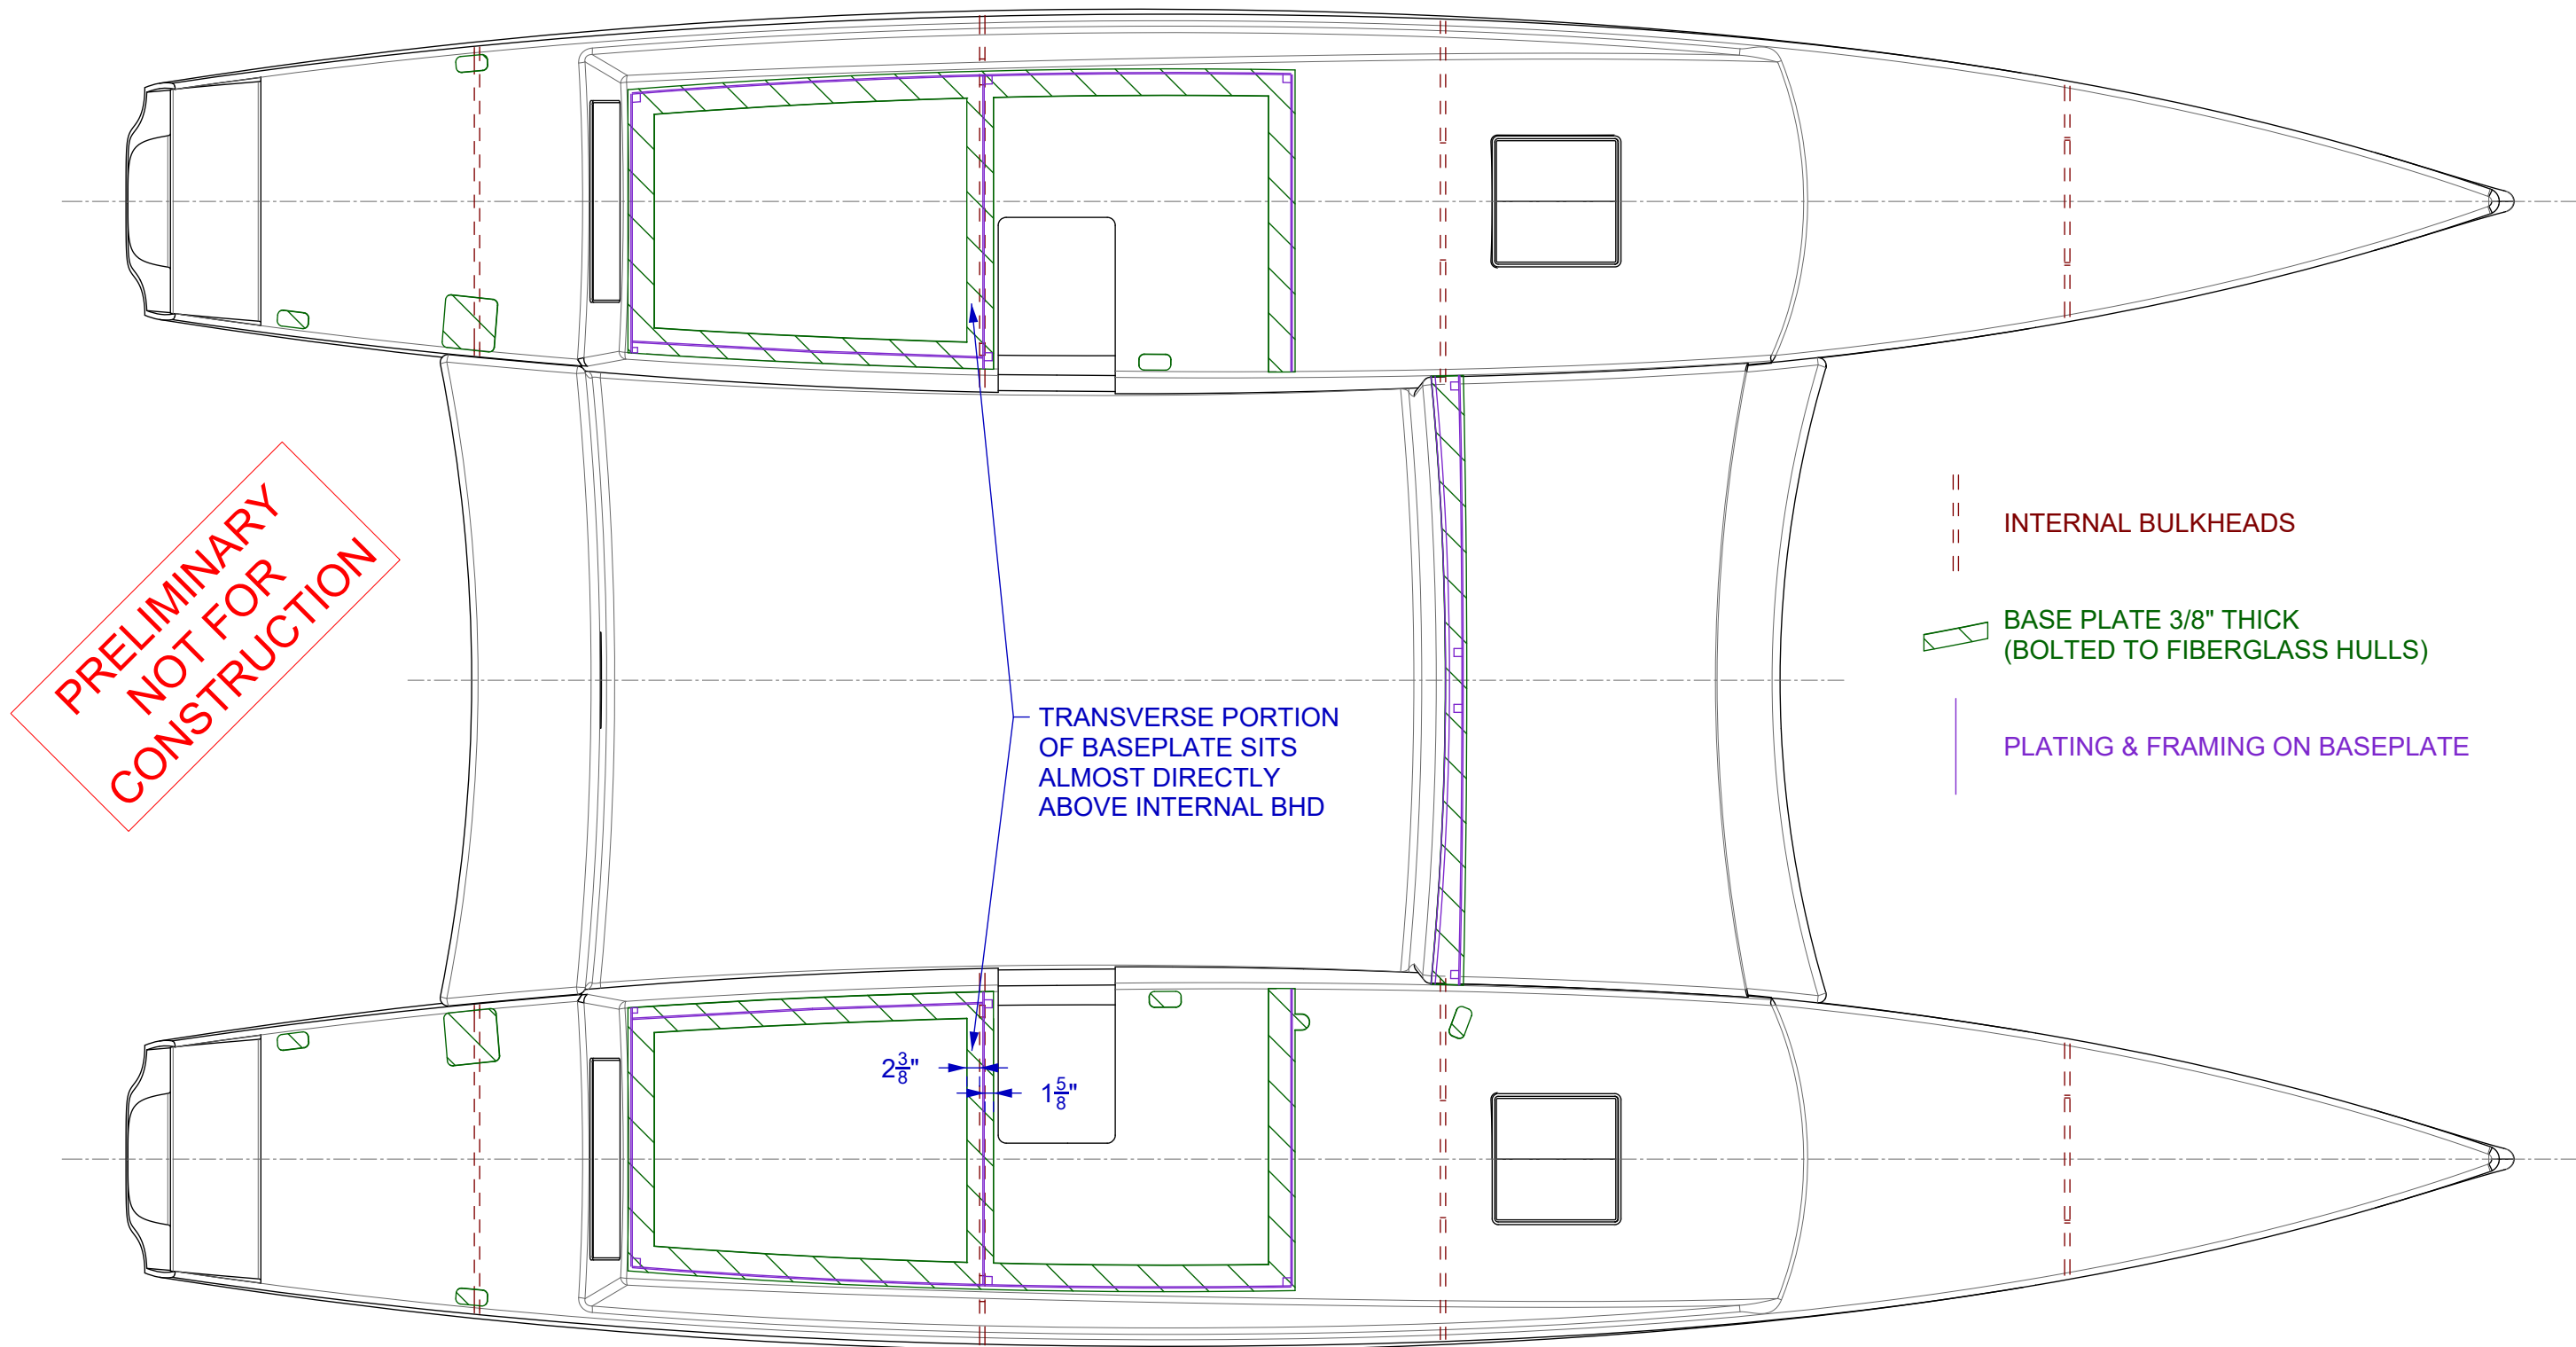 PRELIMINARY
NOT FOR
CONSTRUCTION
INTERNAL BULKHEADS
BASE PLATE 3/8" THICK
(BOLTED TO FIBERGLASS HULLS)
PLATING & FRAMING ON BASEPLATE
TRANSVERSE PORTION
OF BASEPLATE SITS
ALMOST DIRECTLY
ABOVE INTERNAL BHD
2 3/8"
1 5/8"